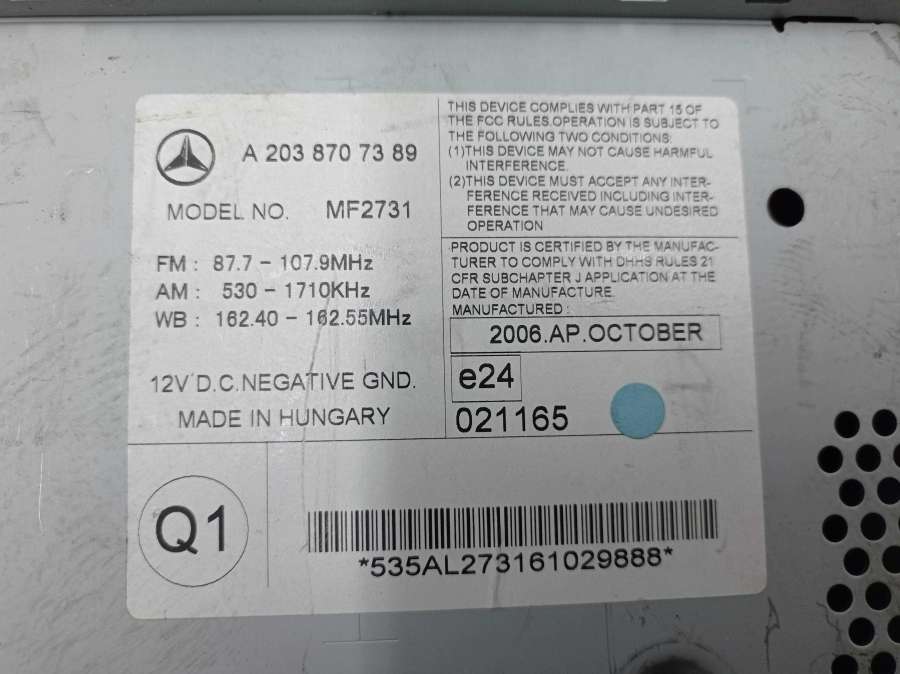 A 203 870 73 89
MODEL NO. MF2731
FM : 87.7 - 107.9MHz
AM : 530 - 1710KHz
WB : 162.40 - 162.55MHz
12V D.C.NEGATIVE GND.
MADE IN HUNGARY
THIS DEVICE COMPLIES WITH PART 15 OF
THE FCC RULES.OPERATION IS SUBJECT TO
THE FOLLOWING TWO CONDITIONS:
(1)THIS DEVICE MAY NOT CAUSE HARMFUL
INTERFERENCE.
(2)THIS DEVICE MUST ACCEPT ANY INTER-
FERENCE RECEIVED INCLUDING INTER-
FERENCE THAT MAY CAUSE UNDESIRED
OPERATION
PRODUCT IS CERTIFIED BY THE MANUFAC-
TURER TO COMPLY WITH DHHS RULES 21
CFR SUBCHAPTER J APPLICATION AT THE
DATE OF MANUFACTURE.
MANUFACTURED :
2006.AP.OCTOBER
e24
021165
Q1
*535AL273161029888*